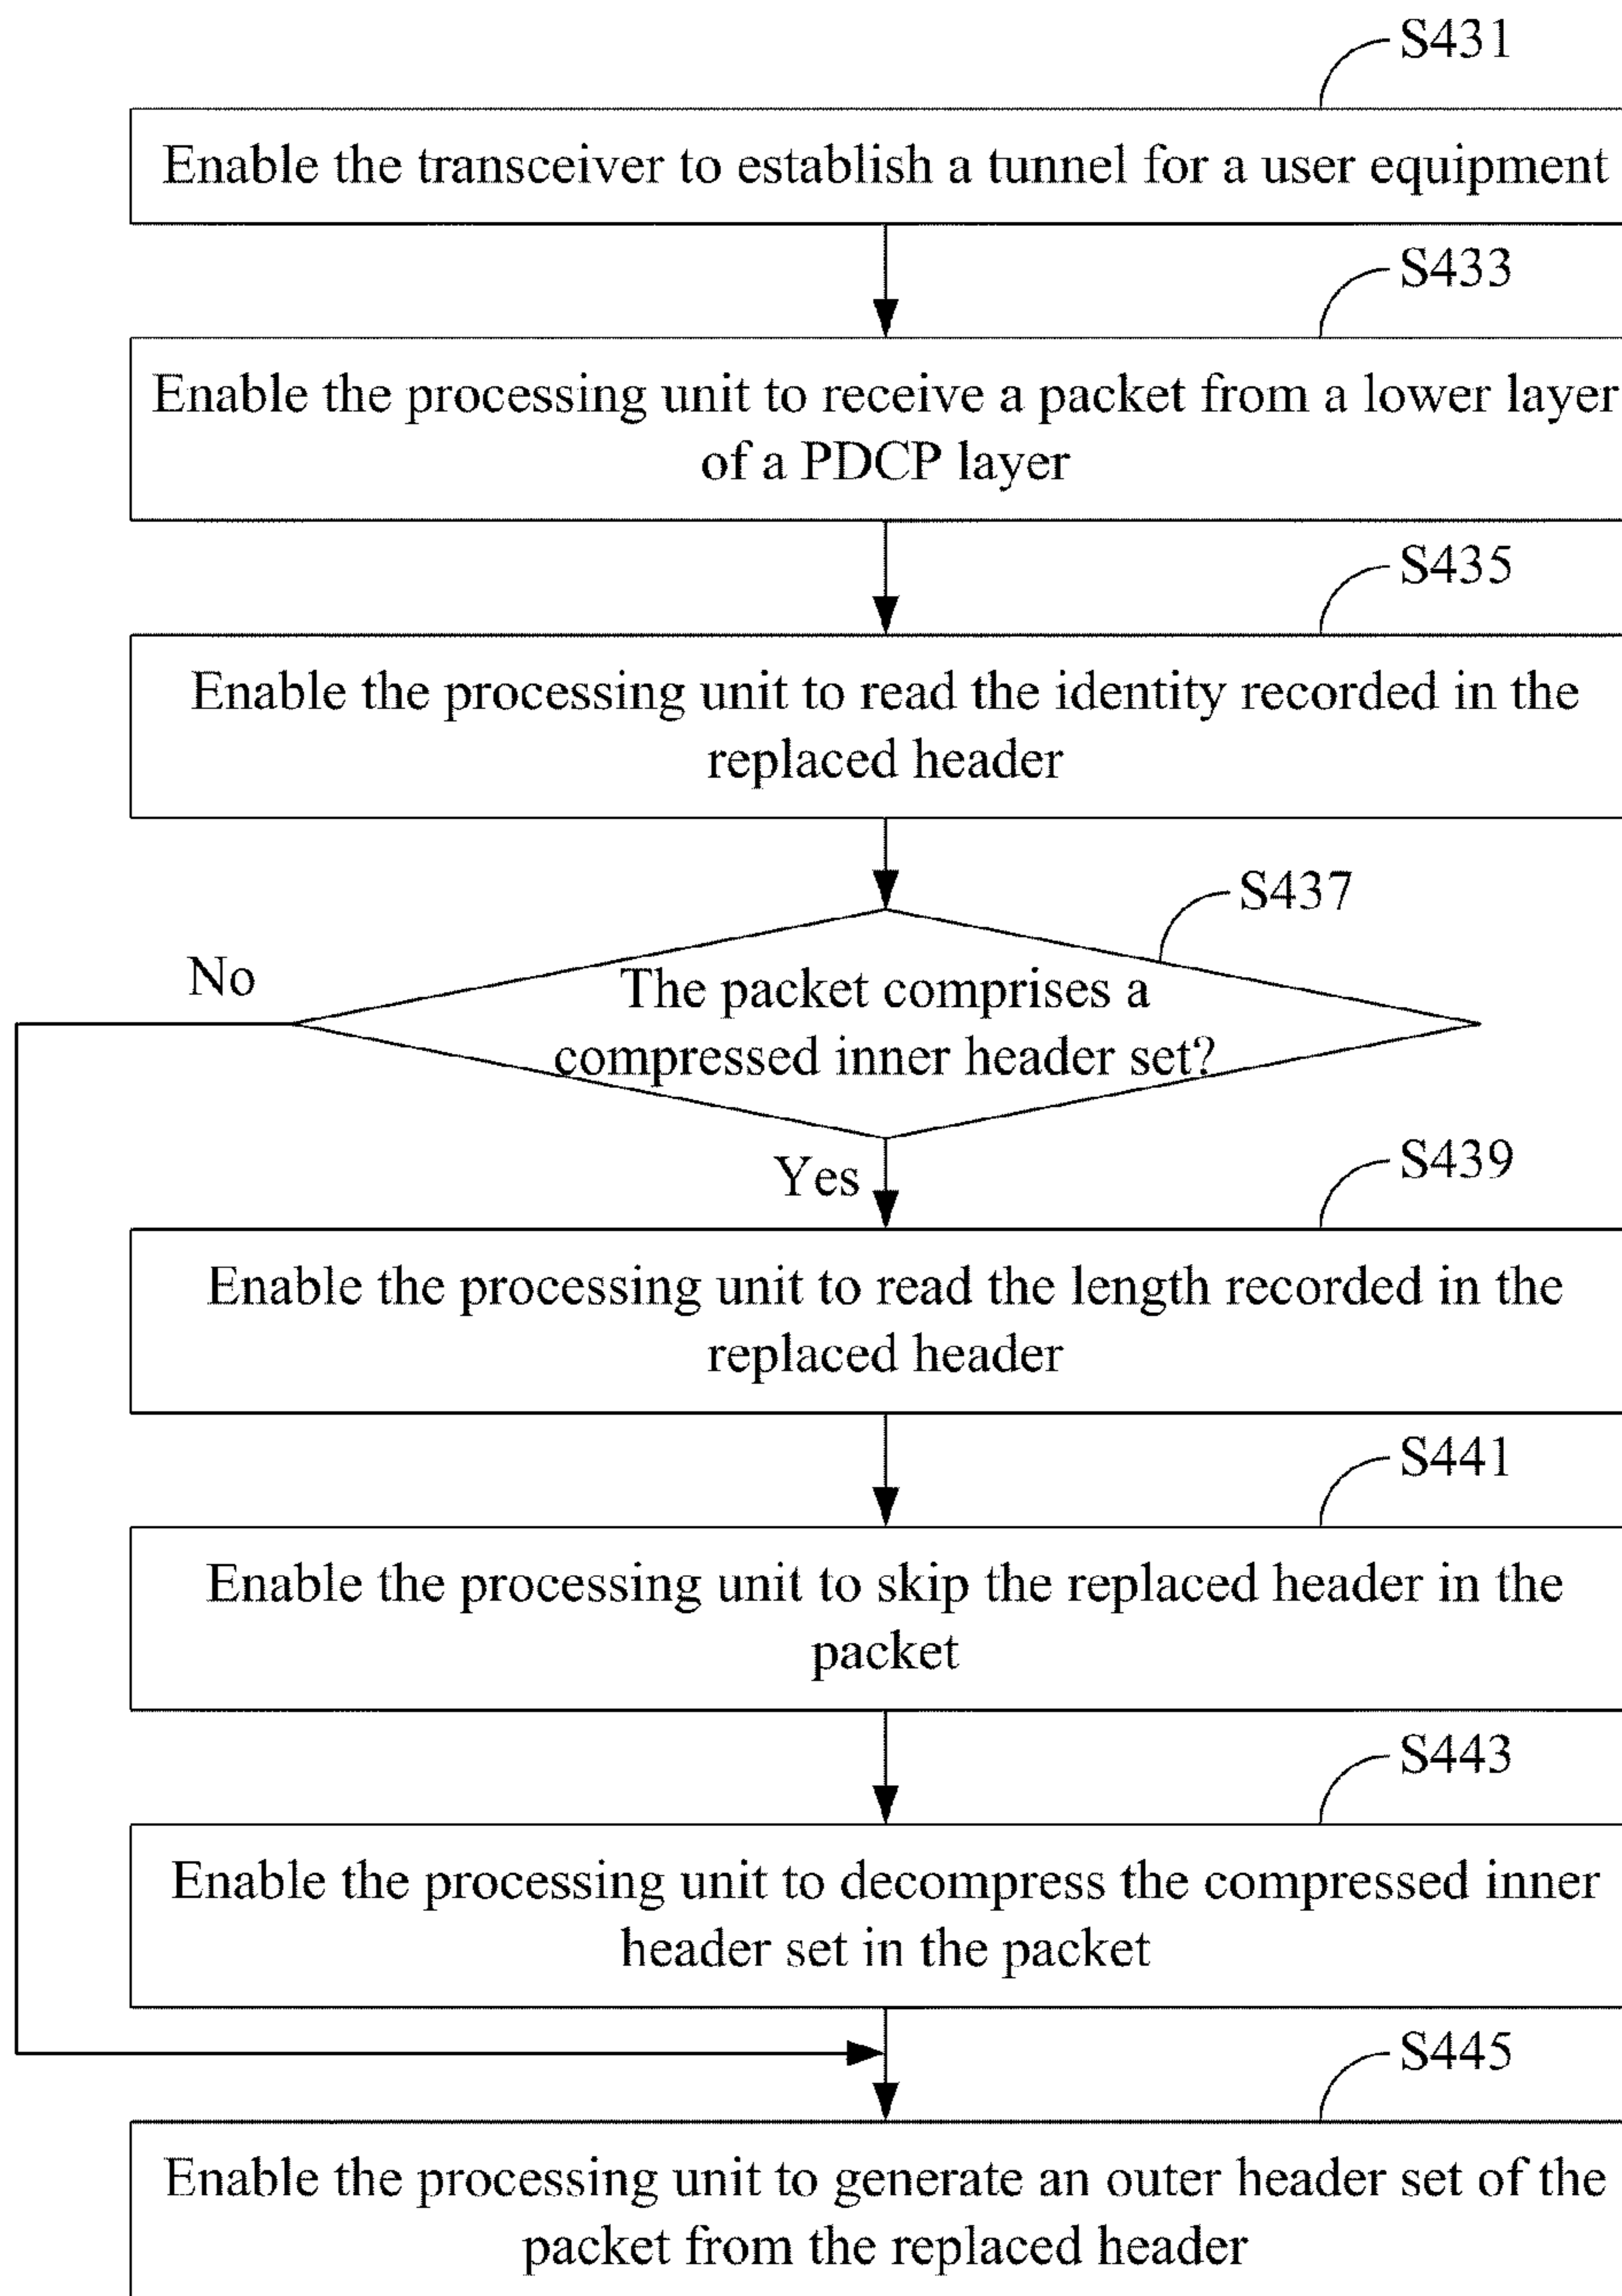 S431
Enable the transceiver to establish a tunnel for a user equipment
S433
Enable the processing unit to receive a packet from a lower layer
of a PDCP layer
S435
Enable the processing unit to read the identity recorded in the
replaced header
S437
No
The packet comprises a
compressed inner header set?
Yes
S439
Enable the processing unit to read the length recorded in the
replaced header
S441
Enable the processing unit to skip the replaced header in the
packet
S443
Enable the processing unit to decompress the compressed inner
header set in the packet
S445
Enable the processing unit to generate an outer header set of the
packet from the replaced header